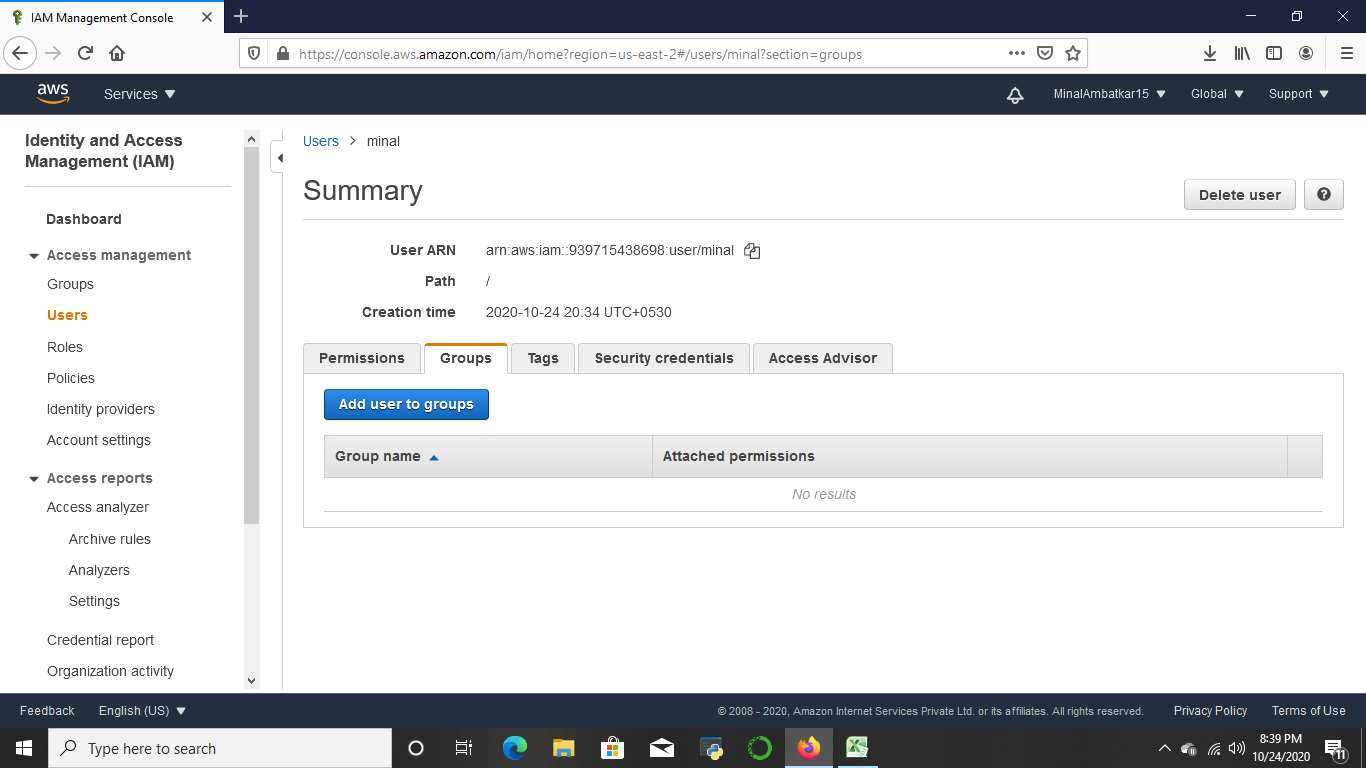 IAM Management Console
https://console.aws.amazon.com/iam/home?region=us-east-2#/users/minal?section=groups
aws Services MinalAmbatkar15 Global Support
Identity and Access
Management (IAM)
Dashboard
Access management
Groups
Users
Roles
Policies
Identity providers
Account settings
Access reports
Access analyzer
Archive rules
Analyzers
Settings
Credential report
Organization activity
Users > minal
Summary
Delete user ?
User ARN arn:aws:iam::939715438698:user/minal
Path /
Creation time 2020-10-24 20:34 UTC+0530
Permissions Groups Tags Security credentials Access Advisor
Add user to groups
Group name Attached permissions
No results
Feedback English (US) © 2008 - 2020, Amazon Internet Services Private Ltd. or its affiliates. All rights reserved. Privacy Policy Terms of Use
Type here to search
8:39 PM
10/24/2020
11